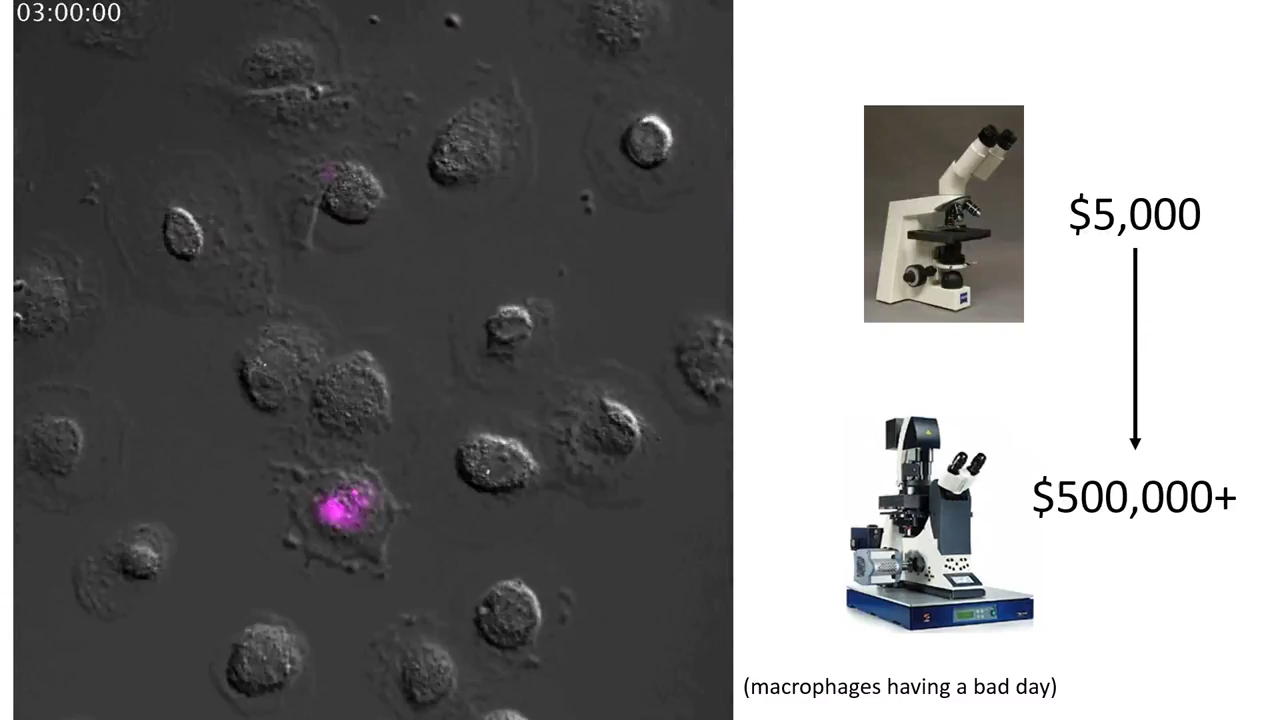 03:00:00
$5,000
$500,000+
(macrophages having a bad day)